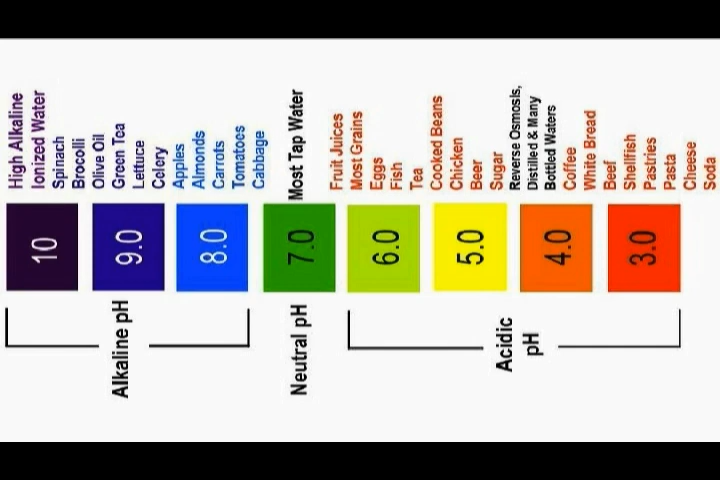 High Alkaline
Ionized Water
Spinach
Brocolli
Olive Oil
Green Tea
Lettuce
Colery
Apples
Almonds
Carrots
Tomatoes
Cabbage
Most Tap Water
Fruit Juices
Most Grains
Eggs
Fish
Tea
Cooked Beans
Chicken
Beer
Sugar
Reverse Osmosls,
Distilled & Many
Bottled Waters
Coffee
White Bread
Beef
Shellfish
Pastries
Pasta
Cheese
Soda
10
9.0
8.0
7.0
6.0
5.0
4.0
3.0
Alkaline pH
Neutral pH
Acidic
pH